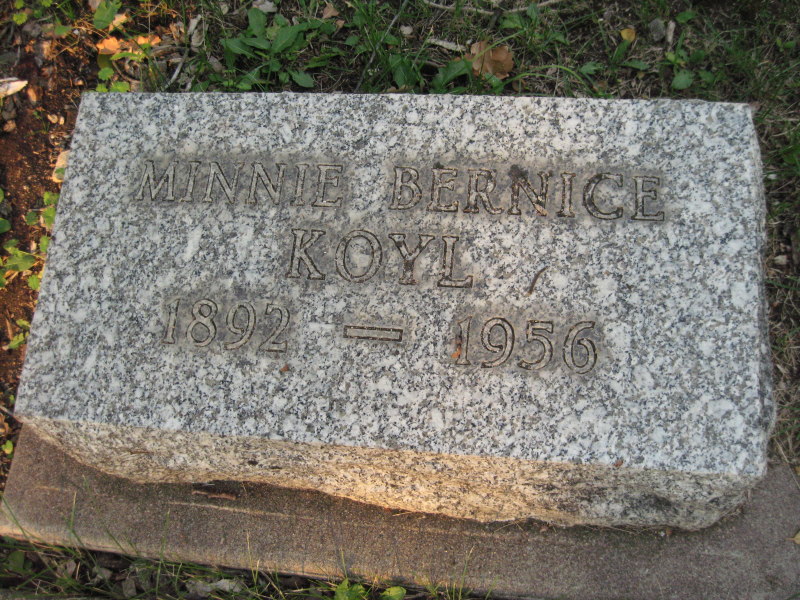 MINNIE BERNICE
KOYL
1892 — 1956